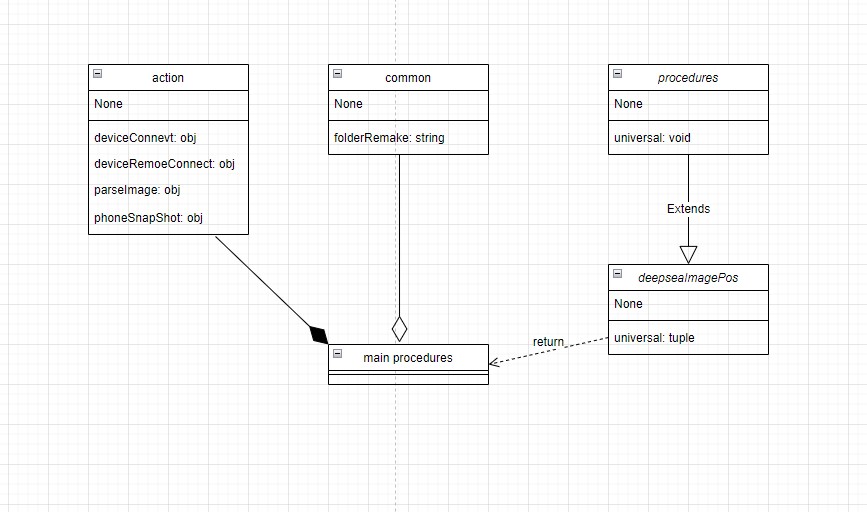 action
None
deviceConnevt: obj
deviceRemoeConnect: obj
parseImage: obj
phoneSnapShot: obj
common
None
folderRemake: string
procedures
None
universal: void
Extends
deepseaImagePos
None
universal: tuple
return
main procedures